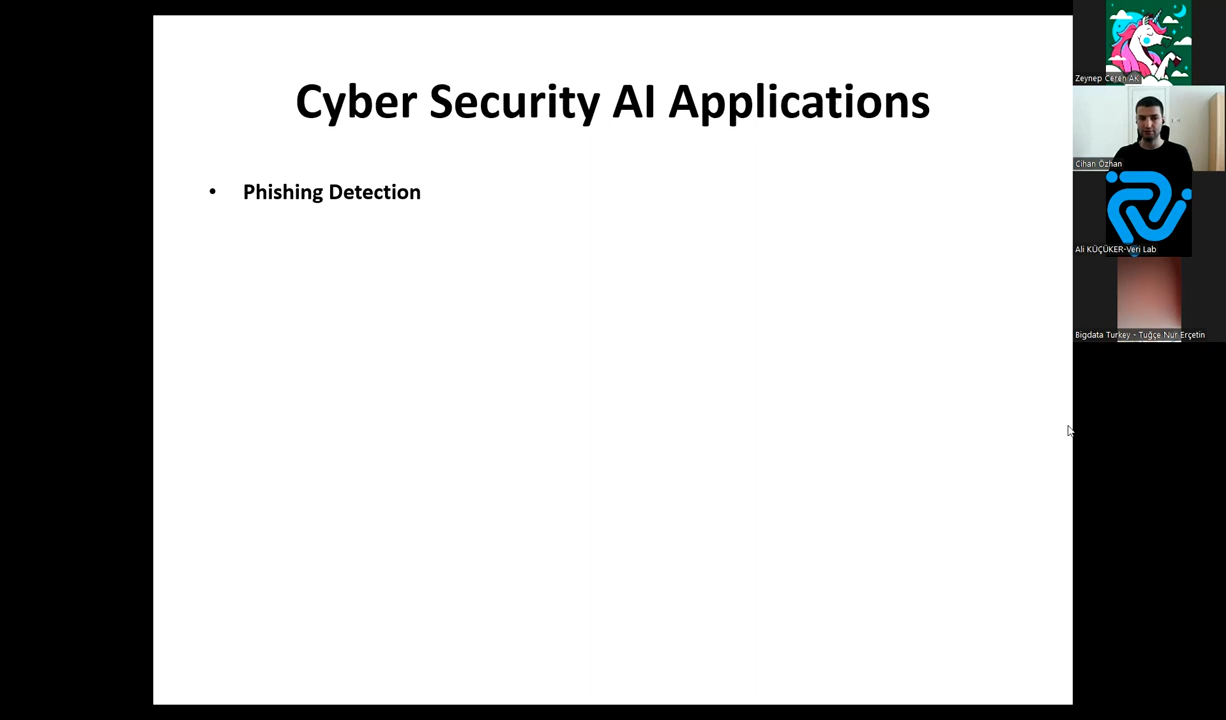 Cyber Security AI Applications
• Phishing Detection
Zeynep Ceren AK
Cihan Özhan
Ali KÜÇÜKER-Veri Lab
Bigdata Turkey - Tuğçe Nur Erçetin